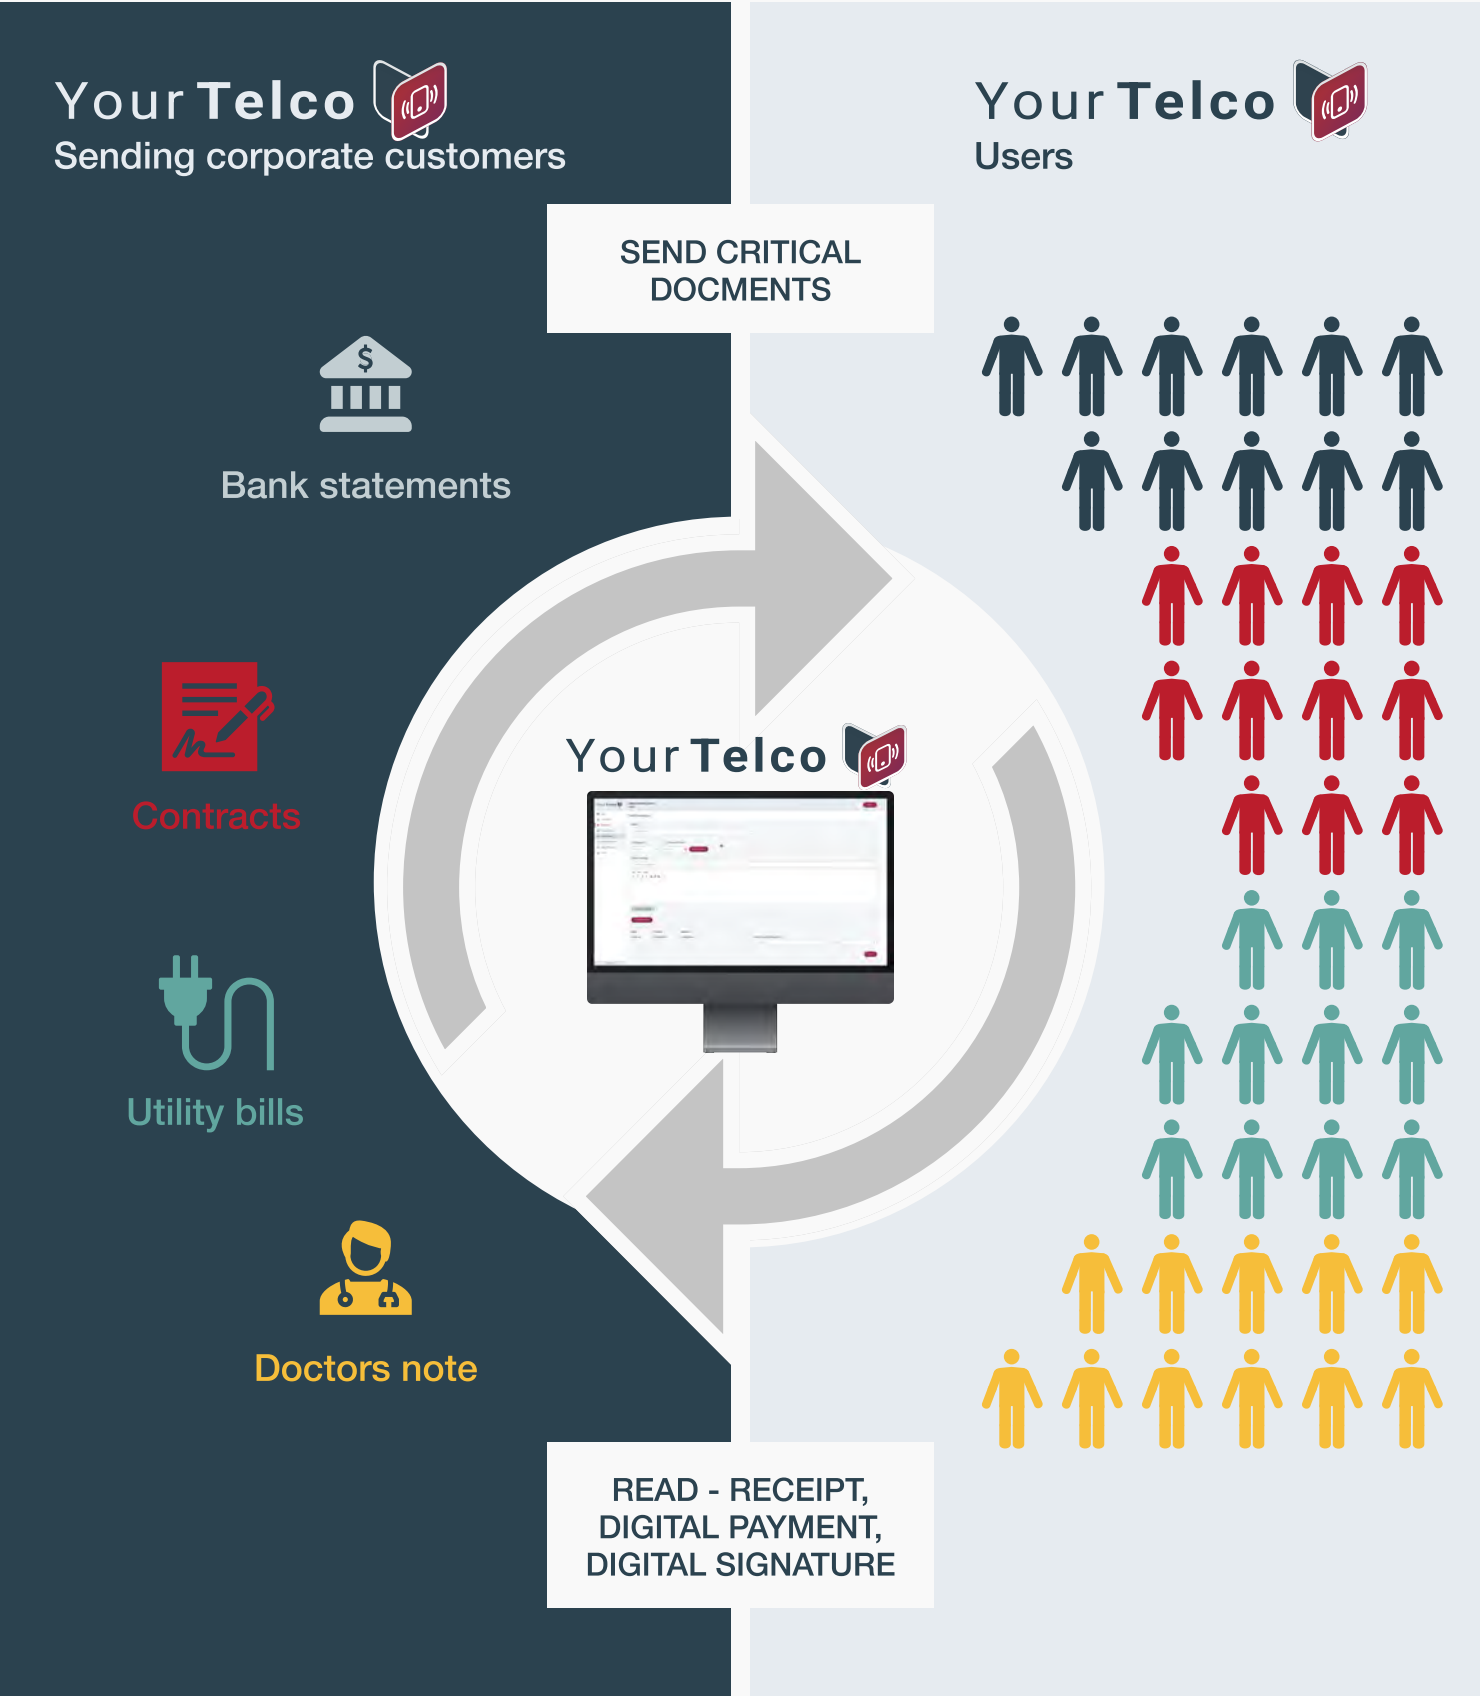 Your Telco
Sending corporate customers
Your Telco
Users
SEND CRITICAL
DOCMENTS
$
Bank statements
Contracts
Utility bills
Doctors note
Your Telco
READ - RECEIPT,
DIGITAL PAYMENT,
DIGITAL SIGNATURE